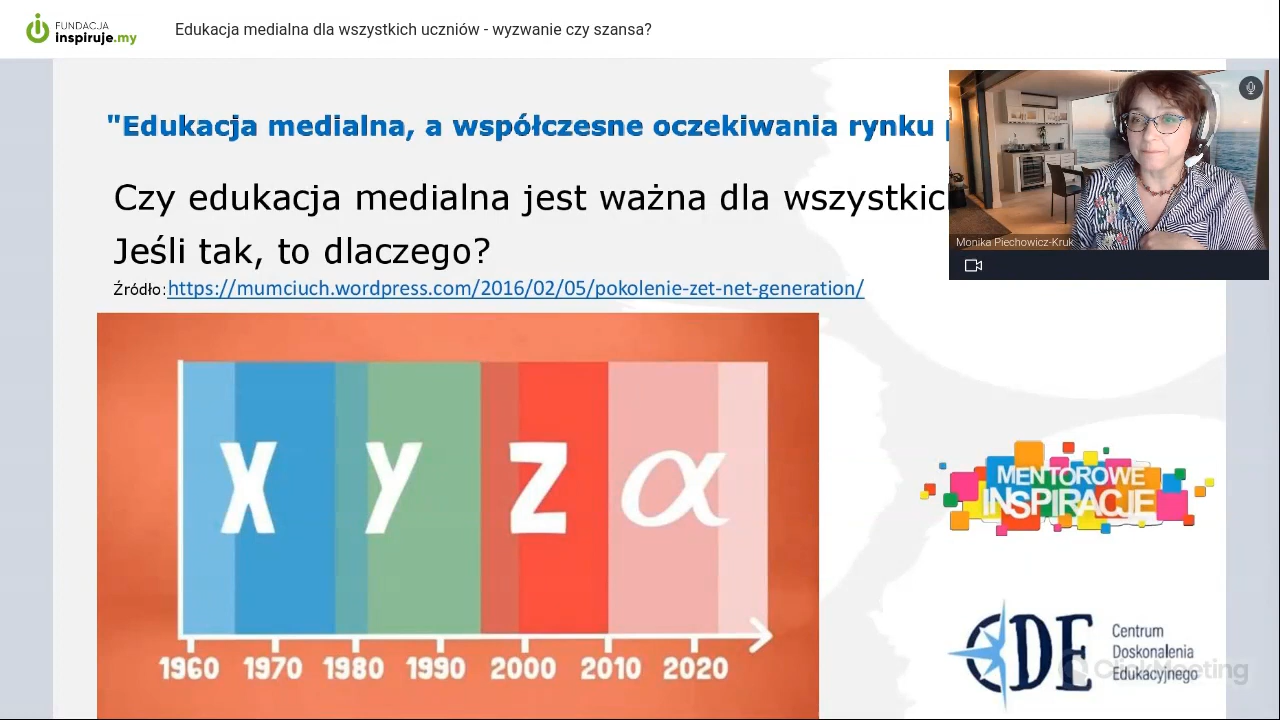 FUNDACJA
inspiruje.my
Edukacja medialna dla wszystkich uczniów - wyzwanie czy szansa?
"Edukacja medialna, a współczesne oczekiwania rynku
Czy edukacja medialna jest ważna dla
Jeśli tak, to dlaczego?
Źródło:https://mumciuch.wordpress.com/2016/02/05/pokolenie-zet-net-generation/
Monika Piechowicz-Kruk
X y Z α
1960 1970 1980 1990 2000 2010 2020
MENTOROWE
INSPIRACJE
CDE
Centrum
Doskonalenia
Edukacyjnego
ClickMeeting